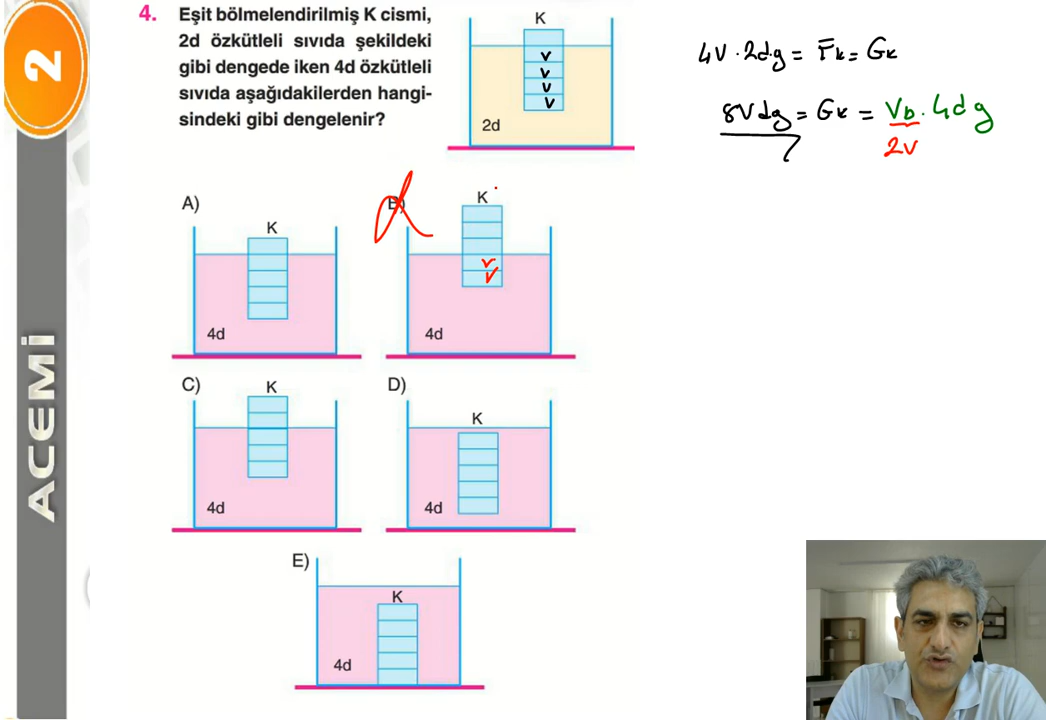 2
ACEMİ
4. Eşit bölmelendirilmiş K cismi,
2d özkütleli sıvıda şekildeki
gibi dengede iken 4d özkütleli
sıvıda aşağıdakilerden hangi-
sindeki gibi dengelenir?
K
v
v
v
v
2d
4v · 2d·g = Fk = Gk
8Vdg = Gk = Vb · 4dg
2v
A)
K
4d
B)
K
v
v
4d
C)
K
4d
D)
K
4d
E)
K
4d